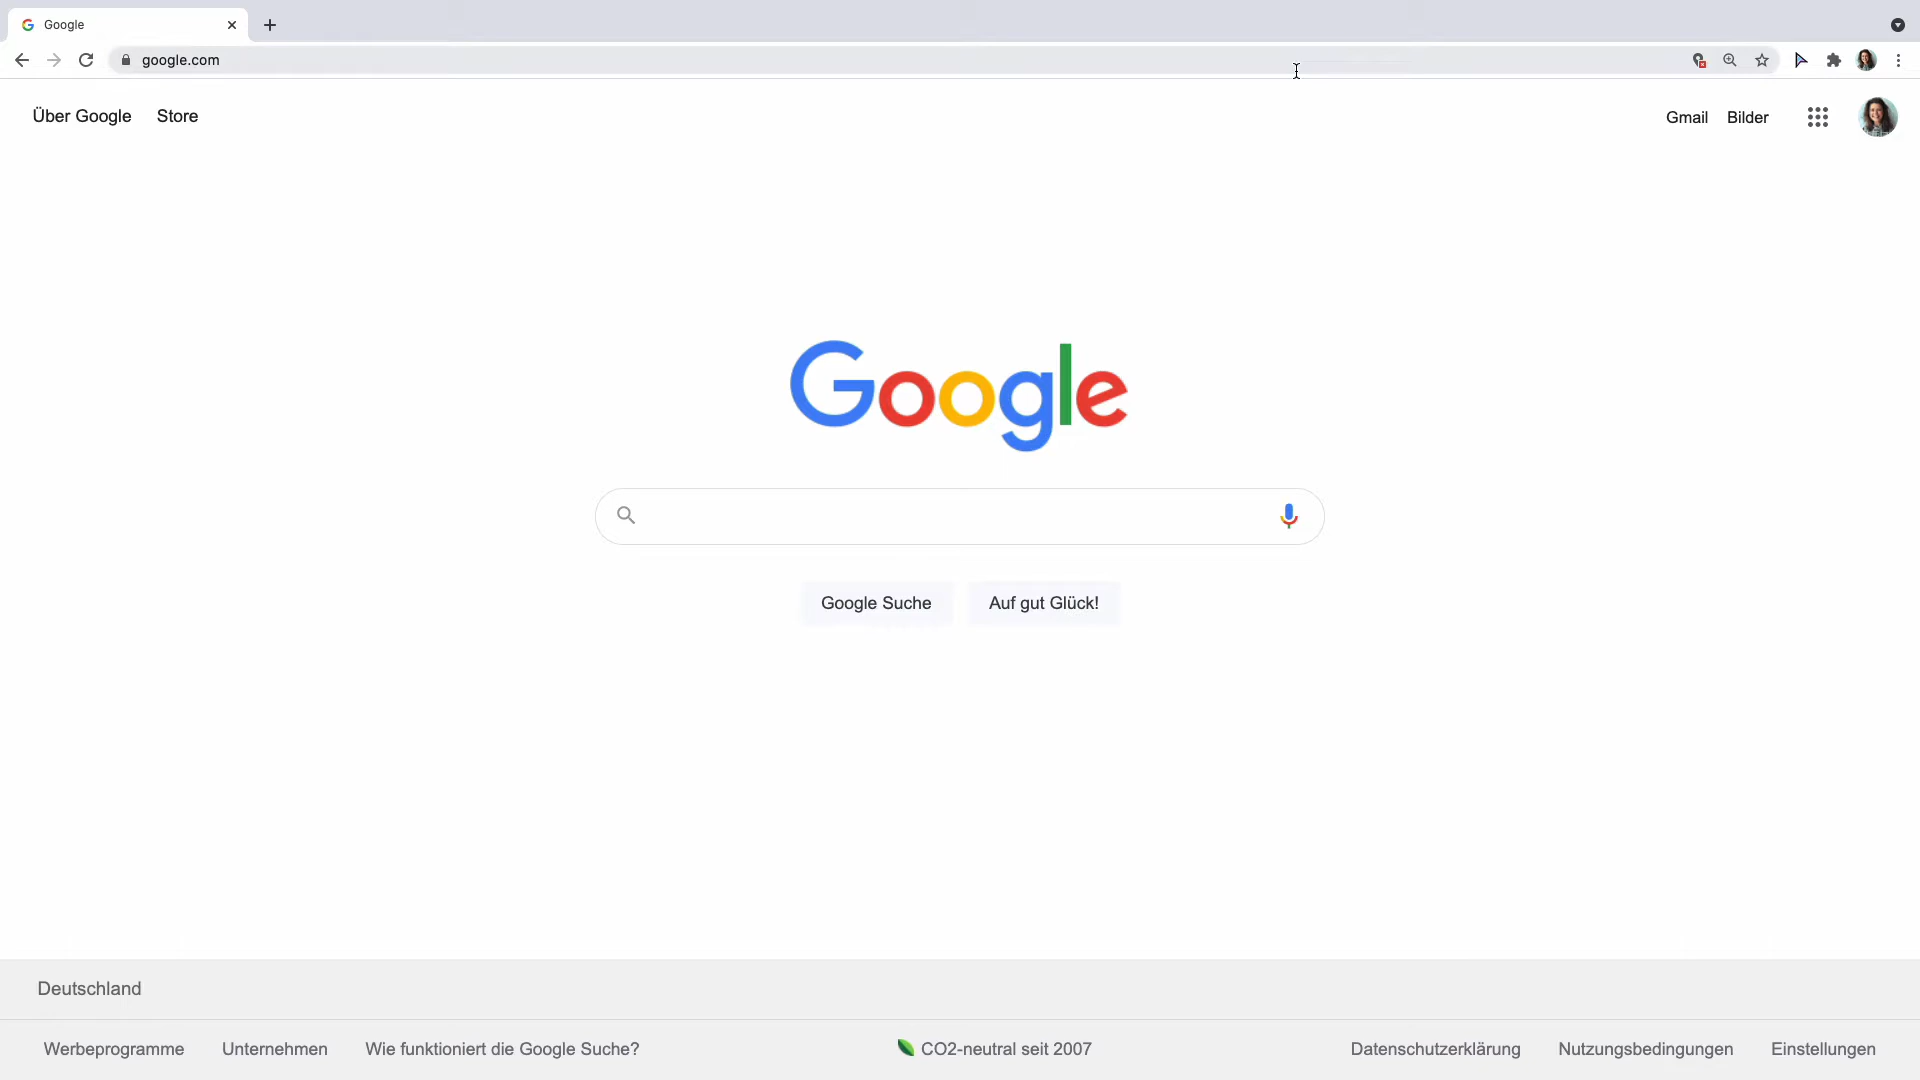 Google
google.com
Über Google Store
Gmail Bilder
Google
Google Suche Auf gut Glück!
Deutschland
Werbeprogramme Unternehmen Wie funktioniert die Google Suche? CO2-neutral seit 2007 Datenschutzerklärung Nutzungsbedingungen Einstellungen